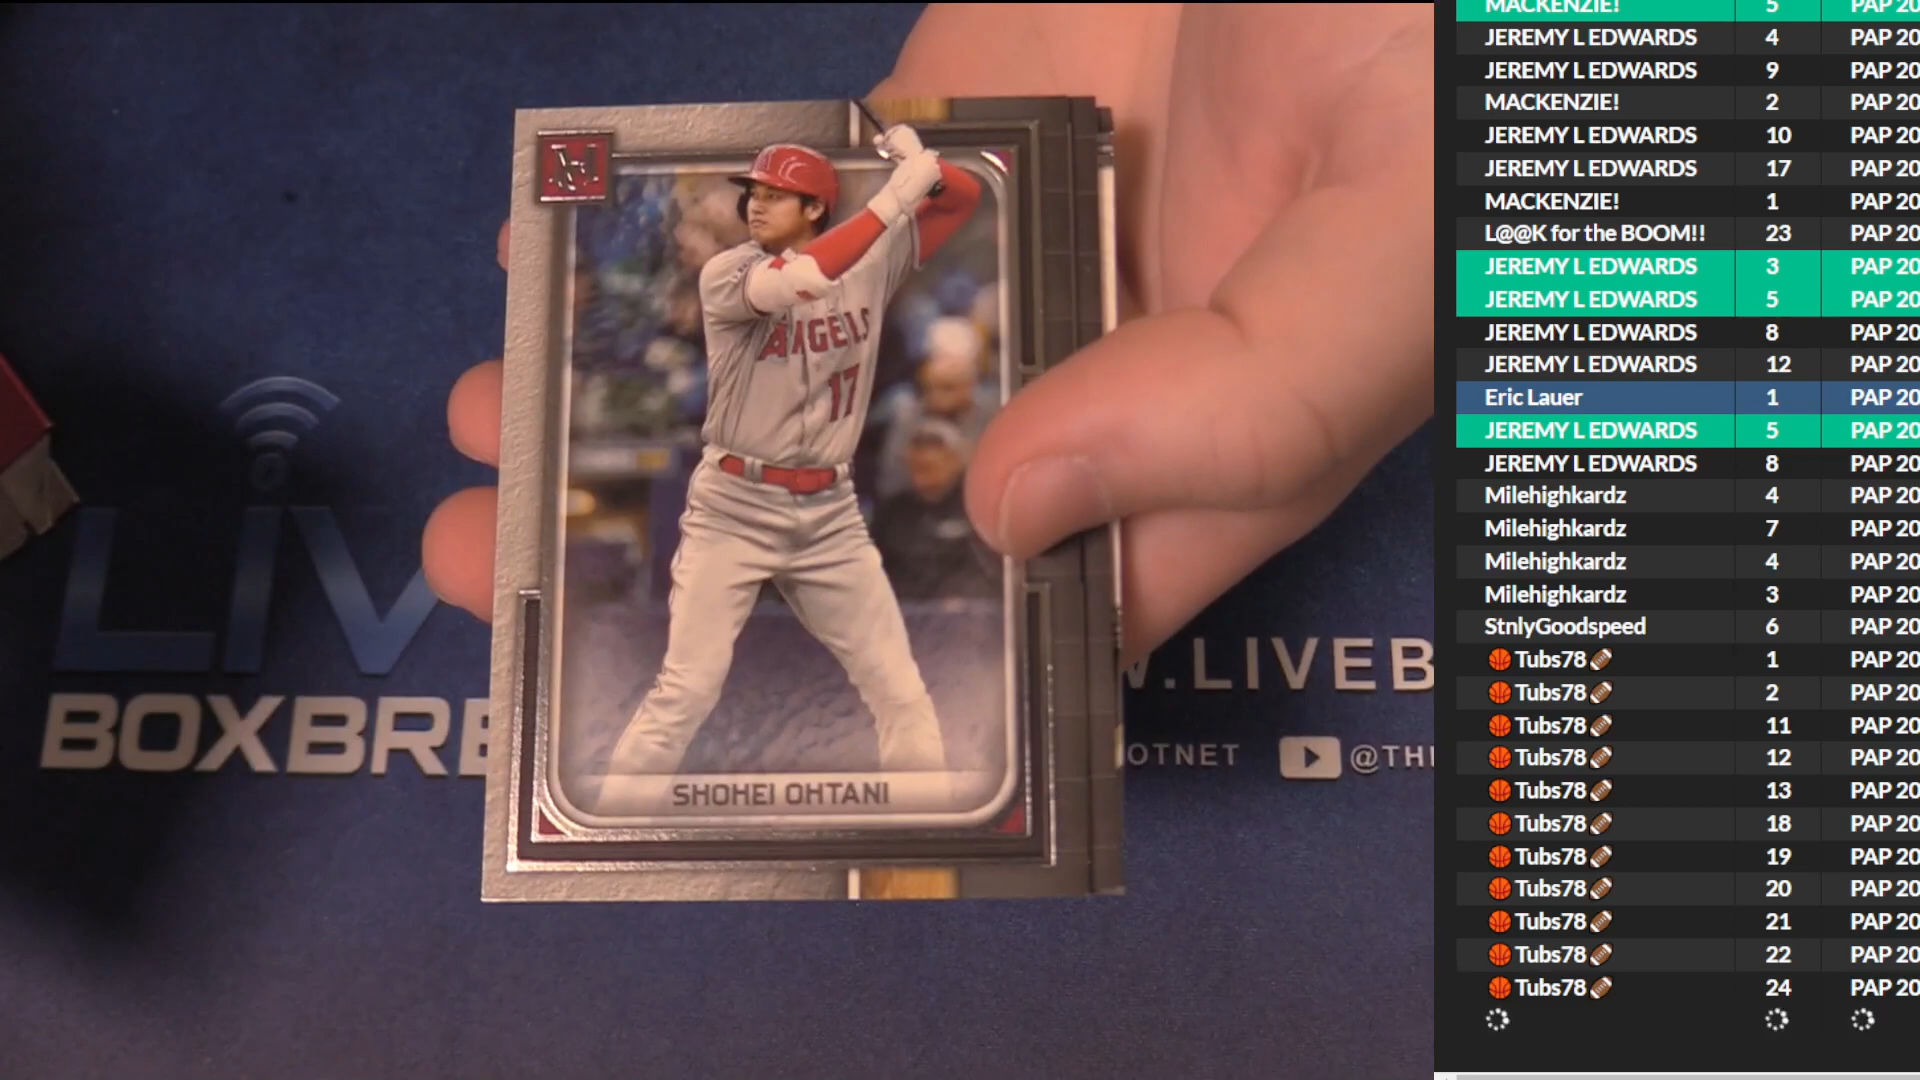 ANGELS
17
SHOHEI OHTANI
LIV
BOXBRE
.LIVEB
OTNET
@TH
MACKENZIE! 5 PAP 20
JEREMY L EDWARDS 4 PAP 20
JEREMY L EDWARDS 9 PAP 20
MACKENZIE! 2 PAP 20
JEREMY L EDWARDS 10 PAP 20
JEREMY L EDWARDS 17 PAP 20
MACKENZIE! 1 PAP 20
L@@K for the BOOM!! 23 PAP 20
JEREMY L EDWARDS 3 PAP 20
JEREMY L EDWARDS 5 PAP 20
JEREMY L EDWARDS 8 PAP 20
JEREMY L EDWARDS 12 PAP 20
Eric Lauer 1 PAP 20
JEREMY L EDWARDS 5 PAP 20
JEREMY L EDWARDS 8 PAP 20
Milehighkardz 4 PAP 20
Milehighkardz 7 PAP 20
Milehighkardz 4 PAP 20
Milehighkardz 3 PAP 20
StnlyGoodspeed 6 PAP 20
🏀Tubs78🏈 1 PAP 20
🏀Tubs78🏈 2 PAP 20
🏀Tubs78🏈 11 PAP 20
🏀Tubs78🏈 12 PAP 20
🏀Tubs78🏈 13 PAP 20
🏀Tubs78🏈 18 PAP 20
🏀Tubs78🏈 19 PAP 20
🏀Tubs78🏈 20 PAP 20
🏀Tubs78🏈 21 PAP 20
🏀Tubs78🏈 22 PAP 20
🏀Tubs78🏈 24 PAP 20